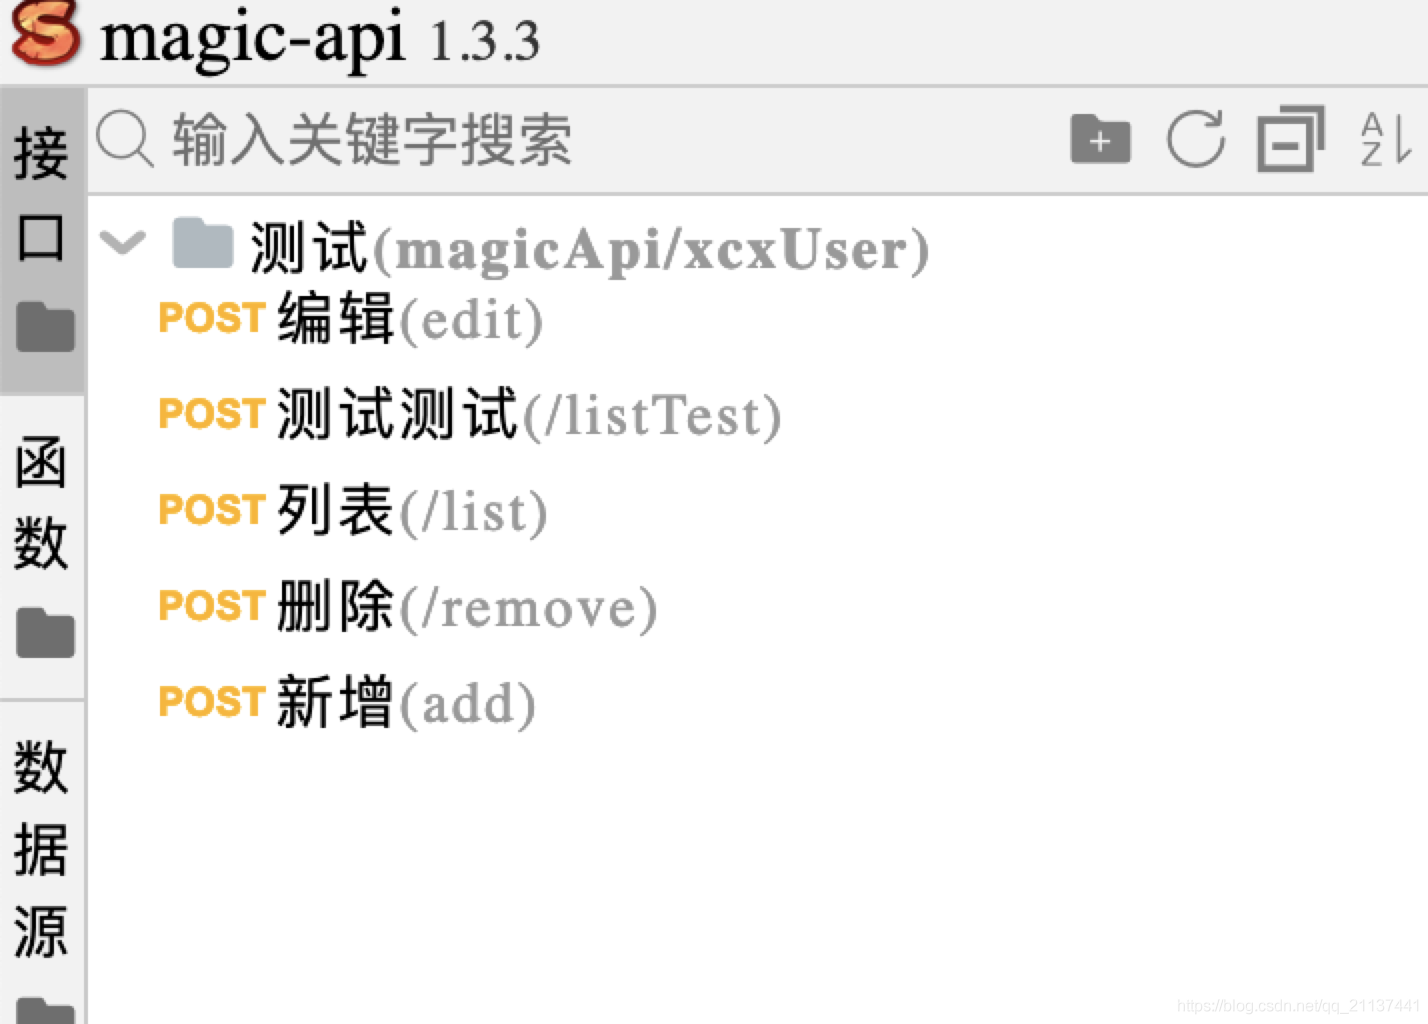 magic-api 1.3.3
接口
输入关键字搜索
测试(magicApi/xcxUser)
POST 编辑(edit)
POST 测试测试(/listTest)
POST 列表(/list)
POST 删除(/remove)
POST 新增(add)
函数
数据源
https://blog.csdn.net/qq_21137441